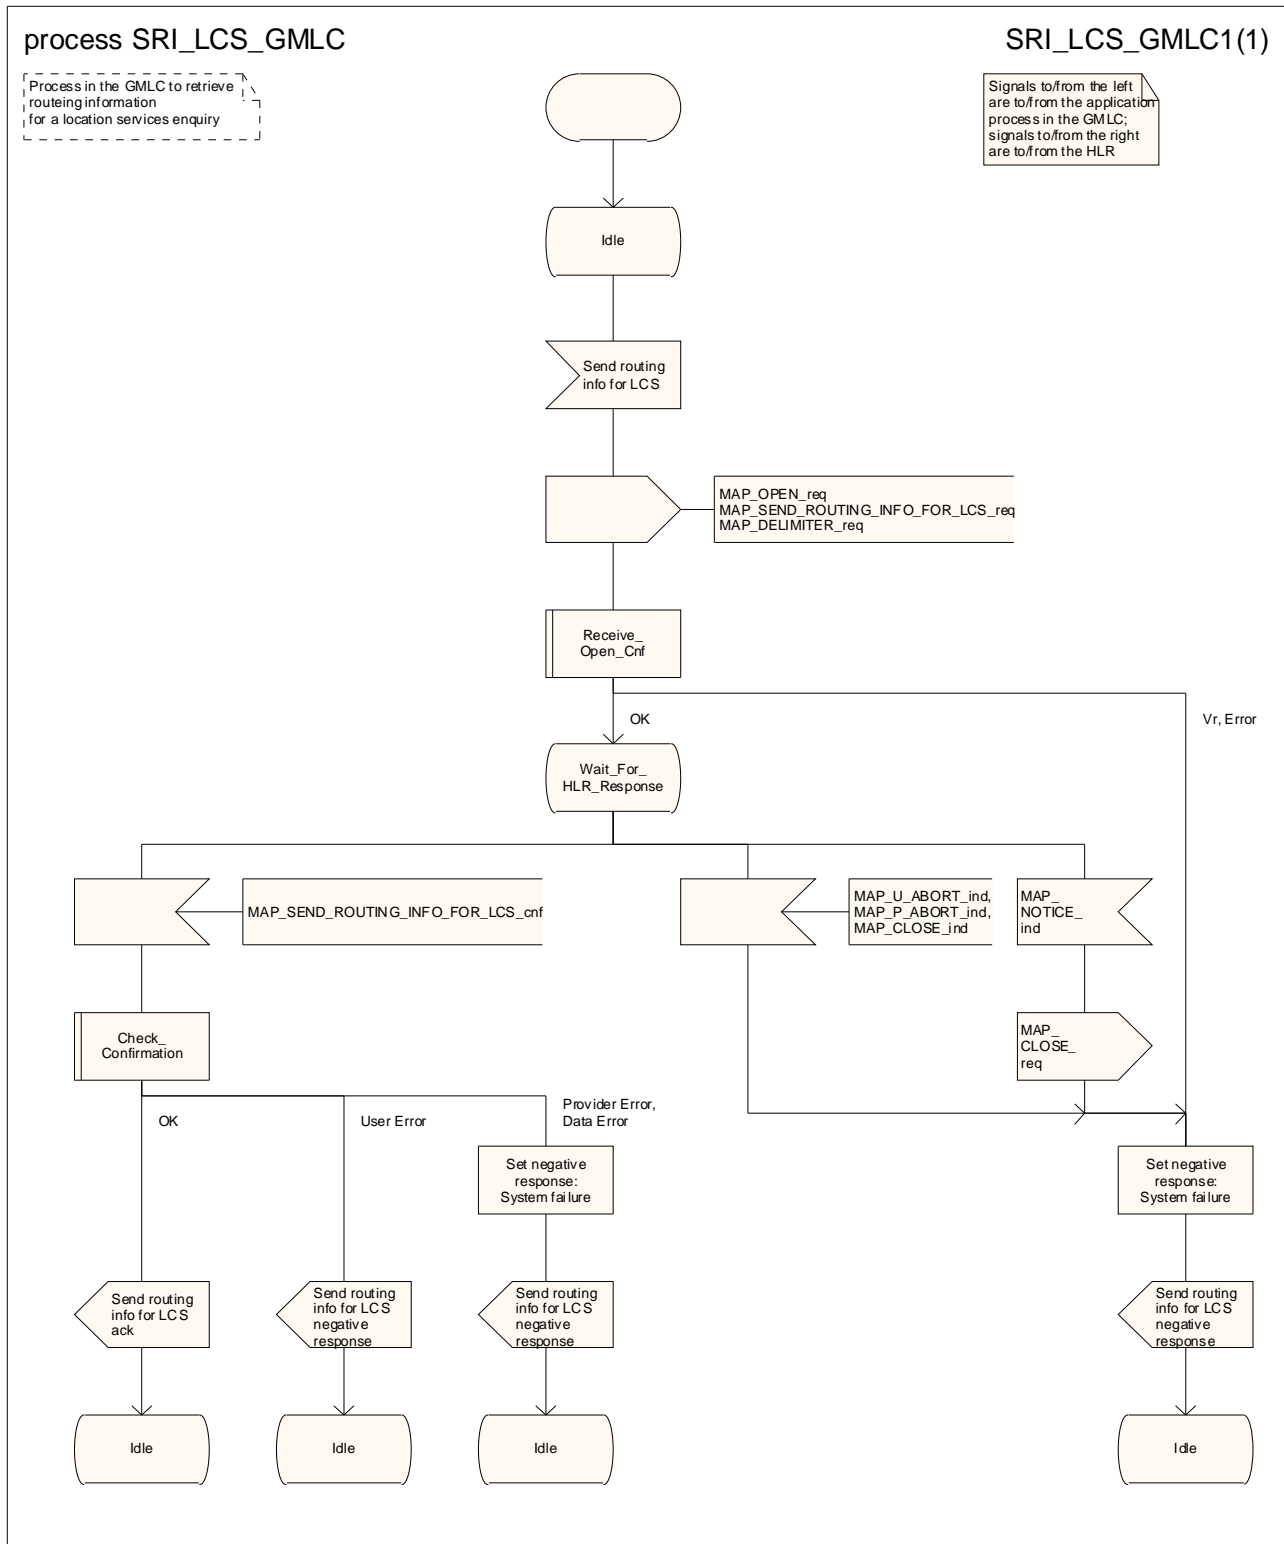 process SRI_LCS_GMLC
SRI_LCS_GMLC1(1)
Process in the GMLC to retrieve
routeing information
for a location services enquiry
Signals to/from the left
are to/from the application
process in the GMLC;
signals to/from the right
are to/from the HLR
Idle
Send routing
info for LCS
MAP_OPEN_req
MAP_SEND_ROUTING_INFO_FOR_LCS_req
MAP_DELIMITER_req
Receive_
Open_Cnf
OK
Vr, Error
Wait_For_
HLR_Response
MAP_SEND_ROUTING_INFO_FOR_LCS_cnf
MAP_U_ABORT_ind,
MAP_P_ABORT_ind,
MAP_CLOSE_ind
MAP_
NOTICE_
ind
Check_
Confirmation
MAP_
CLOSE_
req
OK
User Error
Provider Error,
Data Error
Set negative
response:
System failure
Set negative
response:
System failure
Send routing
info for LCS
ack
Send routing
info for LCS
negative
response
Send routing
info for LCS
negative
response
Send routing
info for LCS
negative
response
Idle
Idle
Idle
Idle